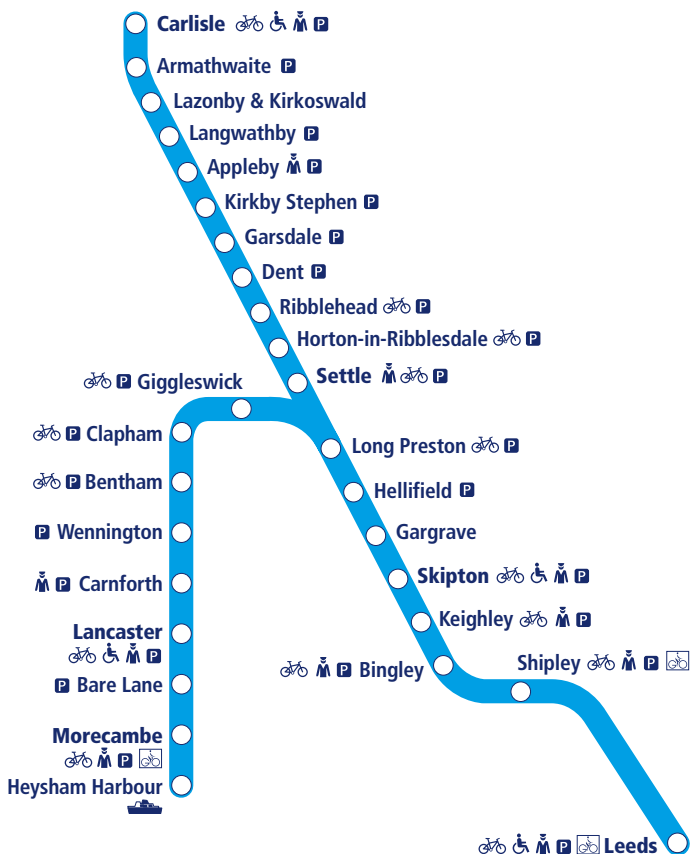 Carlisle P
Armathwaite P
Lazonby & Kirkoswald
Langwathby P
Appleby P
Kirkby Stephen P
Garsdale P
Dent P
Ribblehead P
Horton-in-Ribblesdale P
Settle P
P Giggleswick
P Clapham
P Bentham
P Wennington
P Carnforth
Lancaster
P
P Bare Lane
Morecambe
P
Heysham Harbour
Long Preston P
Hellifield P
Gargrave
Skipton P
Keighley P
P Bingley
Shipley P
P Leeds